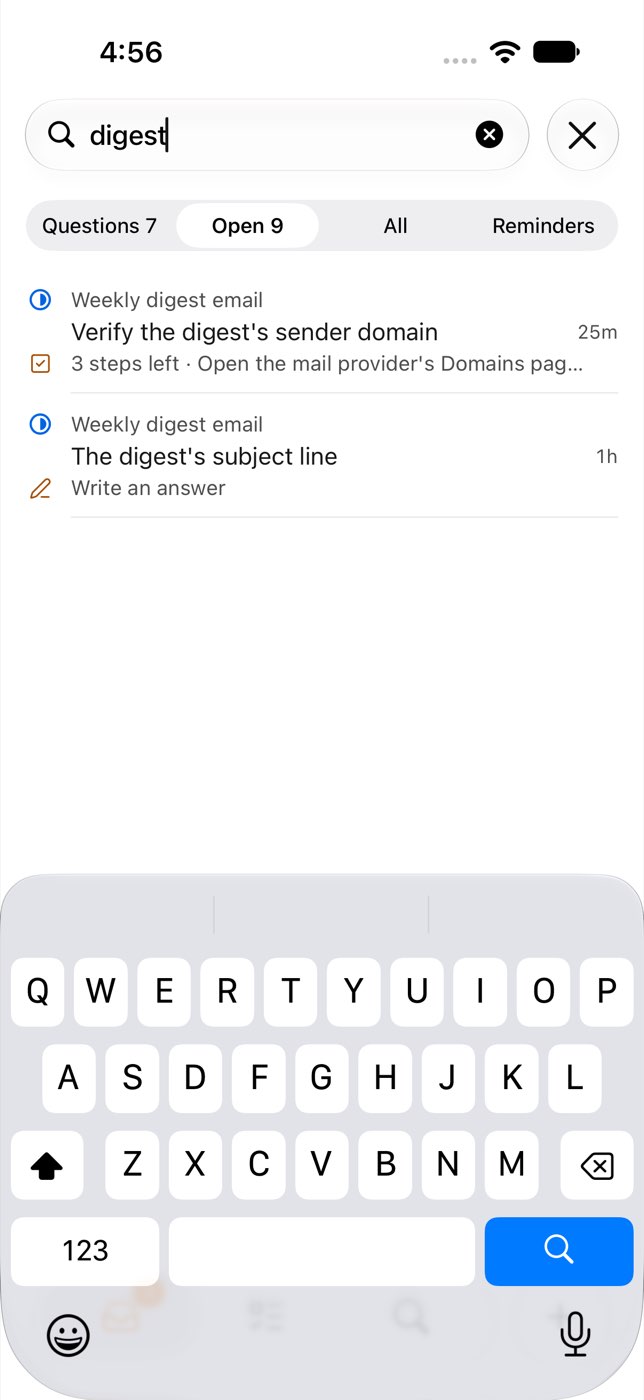 4:56
digest
Questions 7
Open 9
All
Reminders
Weekly digest email
Verify the digest's sender domain
25m
3 steps left · Open the mail provider's Domains pag...
Weekly digest email
The digest's subject line
1h
Write an answer
Q W E R T Y U I O P
A S D F G H J K L
Z X C V B N M
123